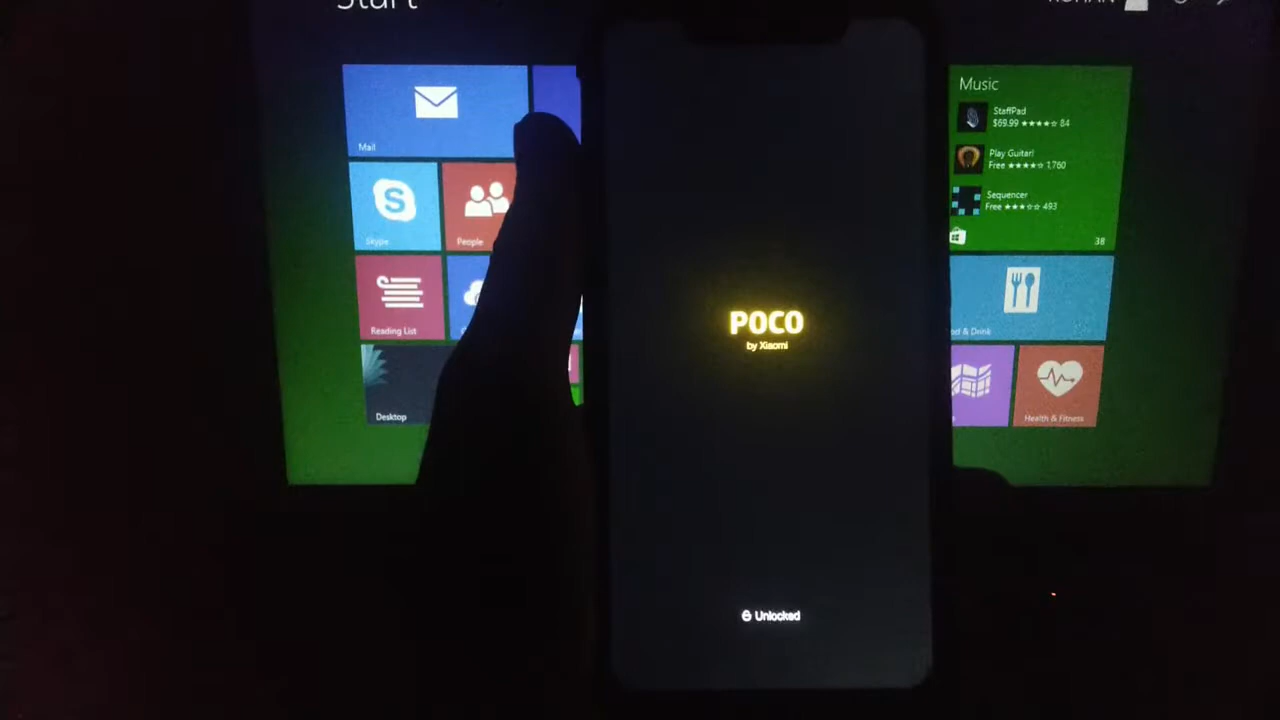 Start
Mail
Skype
People
Reading List
Desktop
POCO
by Xiaomi
Unlocked
Music
StaffPad
$69.99 ★★★★☆ 84
Play Guitar!
Free ★★★★☆ 1,760
Sequencer
Free ★★★☆☆ 493
38
d & Drink
Health & Fitness